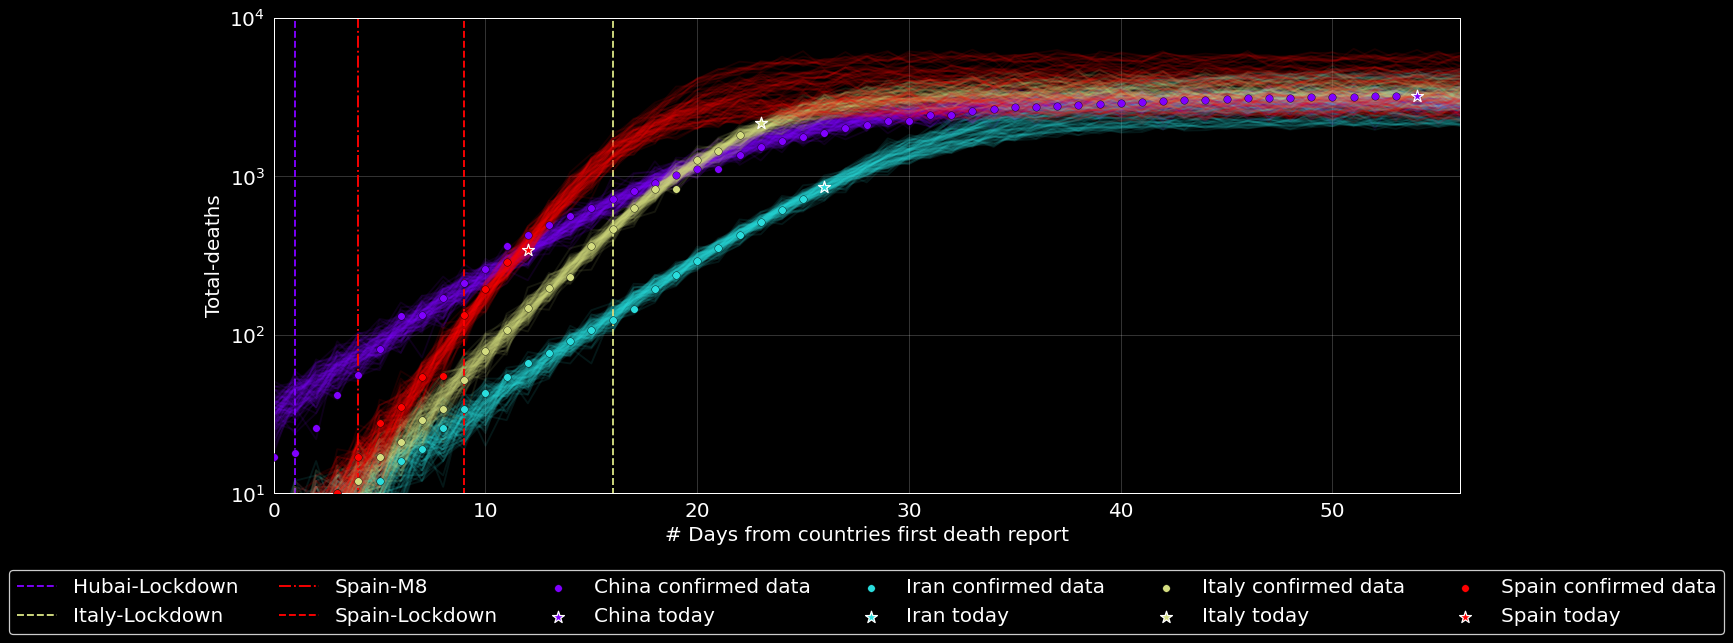 10⁴
10³
10²
10¹
Total-deaths
0 10 20 30 40 50
# Days from countries first death report
Hubai-Lockdown Spain-M8 China confirmed data Iran confirmed data Italy confirmed data Spain confirmed data
Italy-Lockdown Spain-Lockdown China today Iran today Italy today Spain today